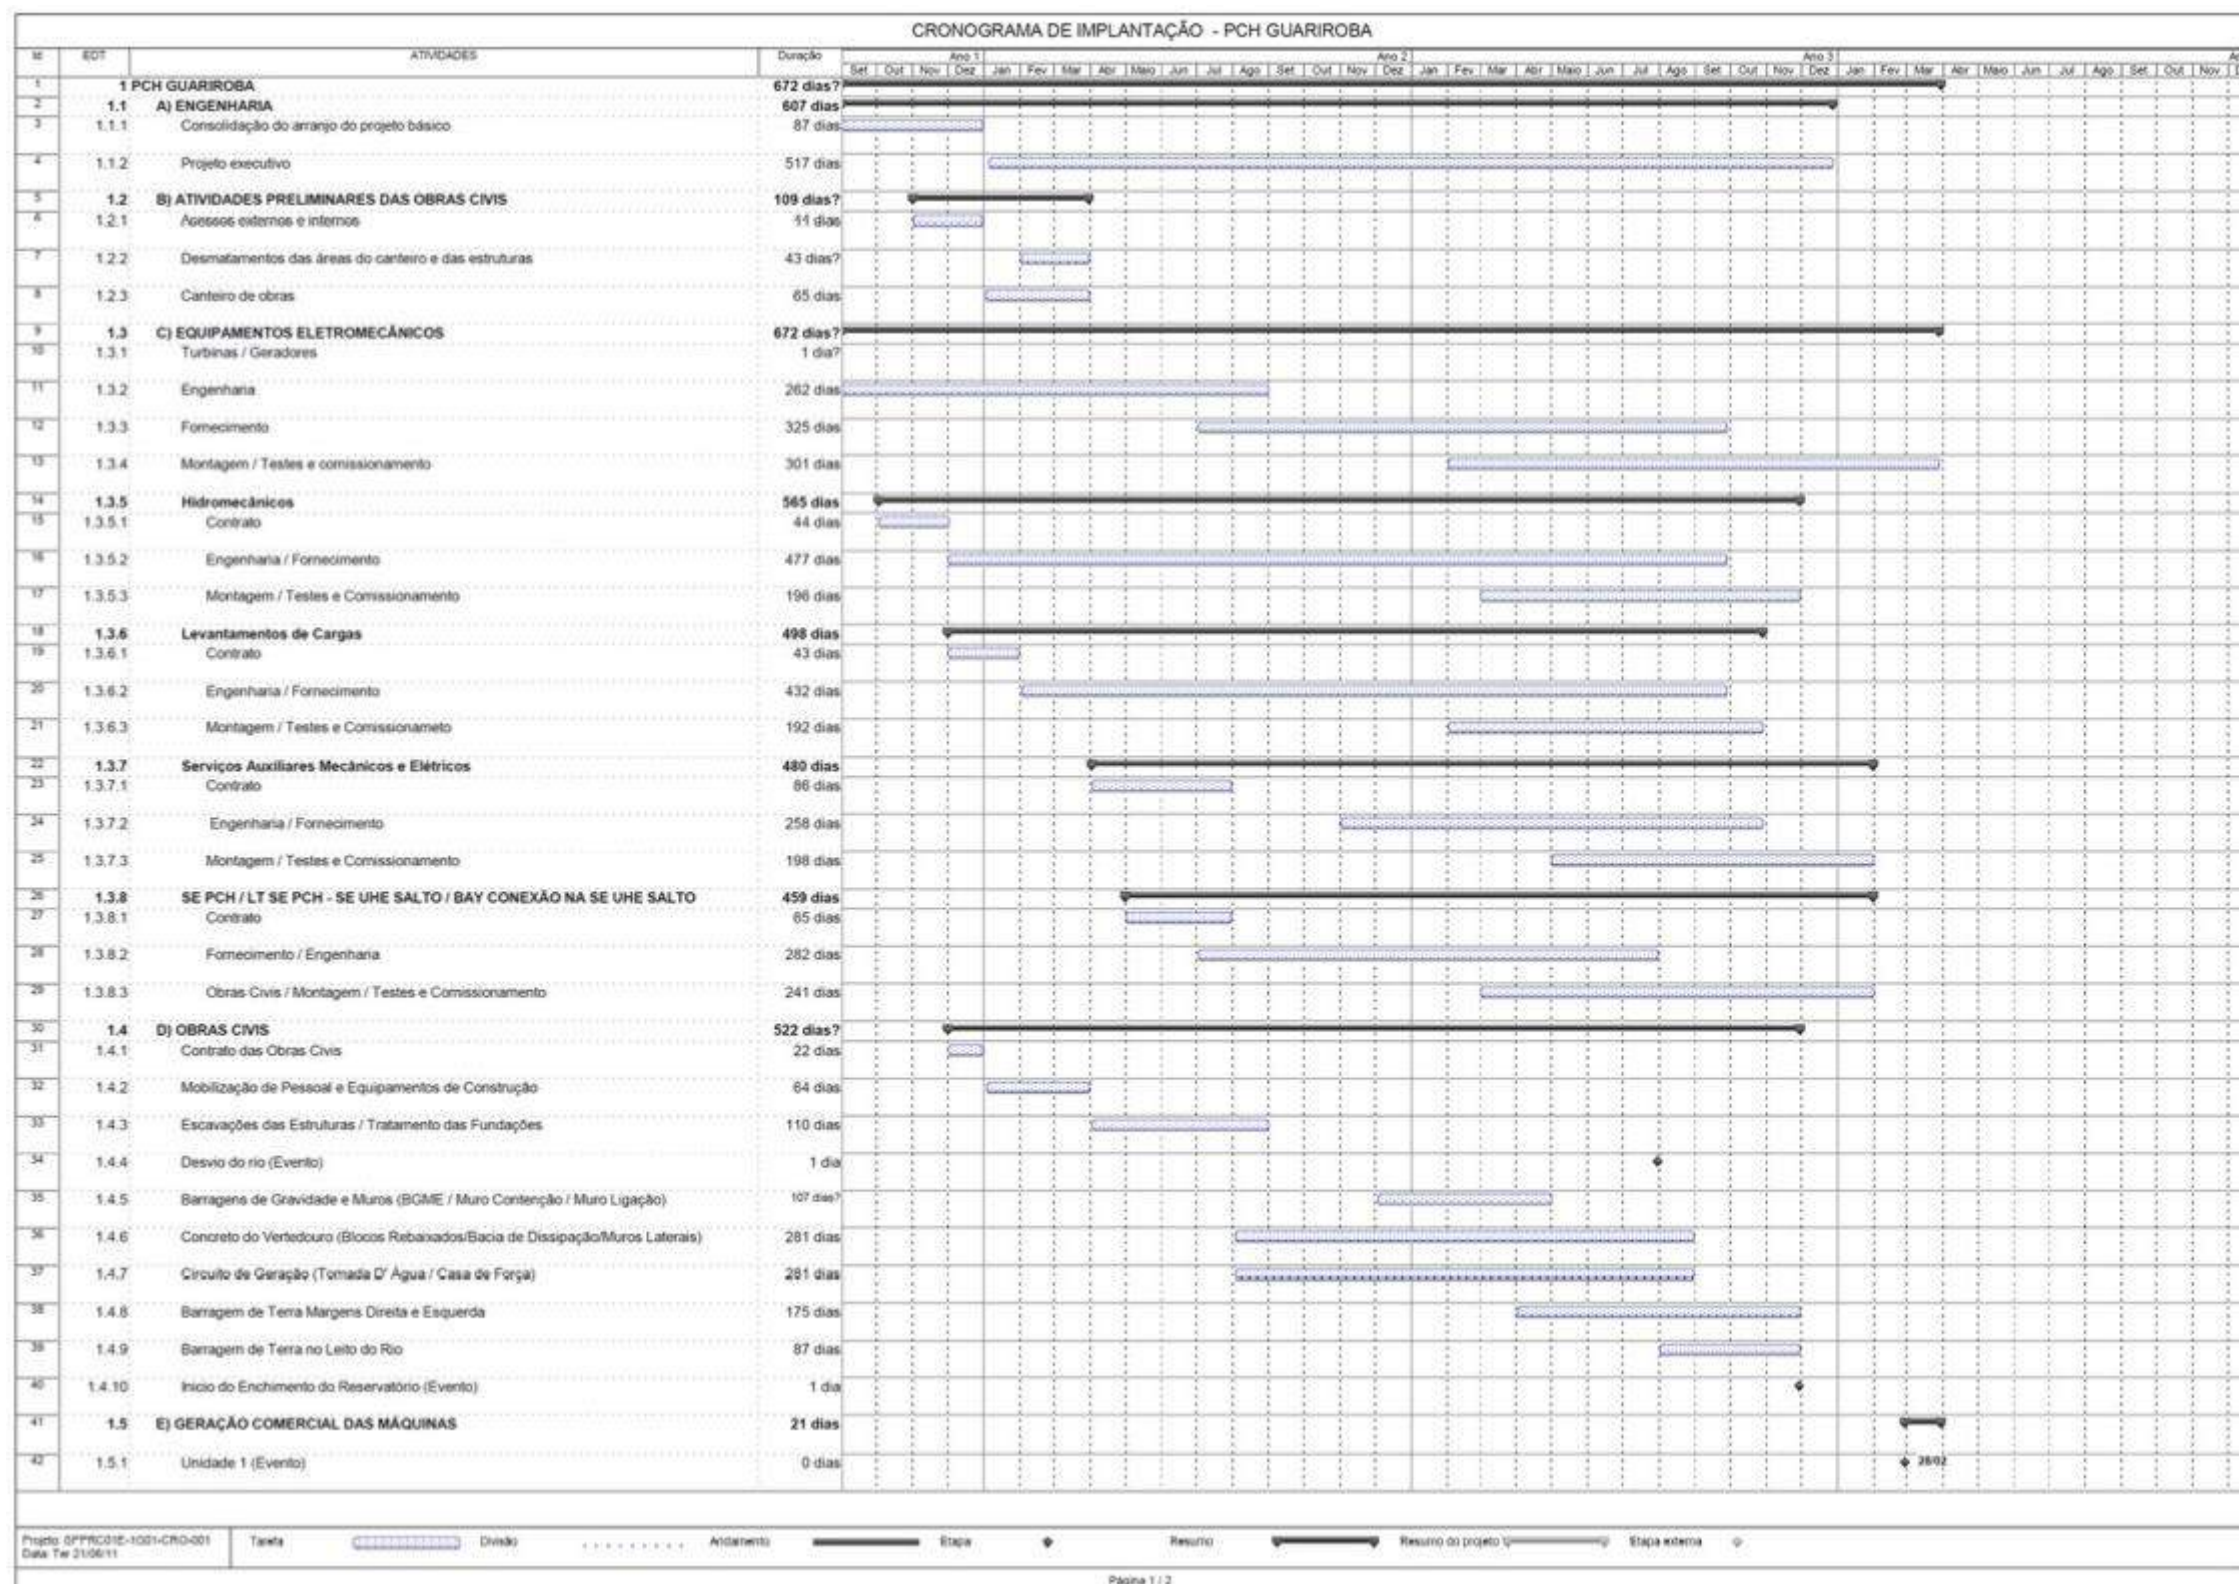 CRONOGRAMA DE IMPLANTAÇÃO - PCH GUARIROBA
Id EDT ATIVIDADES Duração Ano 1 Ano 2 Ano 3
Set Out Nov Dez Jan Fev Mar Abr Maio Jun Jul Ago Set Out Nov Dez Jan Fev Mar Abr Maio Jun Jul Ago Set Out Nov Dez Jan Fev Mar Abr Maio Jun Jul Ago Set Out Nov
1 1 PCH GUARIROBA 672 dias?
2 1.1 A) ENGENHARIA 607 dias
3 1.1.1 Consolidação do arranjo do projeto básico 87 dias
4 1.1.2 Projeto executivo 517 dias
5 1.2 B) ATIVIDADES PRELIMINARES DAS OBRAS CIVIS 109 dias?
6 1.2.1 Acessos externos e internos dias
7 1.2.2 Desmatamentos das áreas do canteiro e das estruturas 43 dias?
8 1.2.3 Canteiro de obras 65 dias
9 1.3 C) EQUIPAMENTOS ELETROMECÂNICOS 672 dias?
10 1.3.1 Turbinas / Geradores 1 dia?
11 1.3.2 Engenharia 262 dias
12 1.3.3 Fornecimento 325 dias
13 1.3.4 Montagem / Testes e comissionamento 301 dias
14 1.3.5 Hidromecânicos 565 dias
15 1.3.5.1 Contrato 44 dias
16 1.3.5.2 Engenharia / Fornecimento 477 dias
17 1.3.5.3 Montagem / Testes e Comissionamento 196 dias
18 1.3.6 Levantamentos de Cargas 498 dias
19 1.3.6.1 Contrato 43 dias
20 1.3.6.2 Engenharia / Fornecimento 432 dias
21 1.3.6.3 Montagem / Testes e Comissionameto 192 dias
22 1.3.7 Serviços Auxiliares Mecânicos e Elétricos 480 dias
23 1.3.7.1 Contrato 86 dias
24 1.3.7.2 Engenharia / Fornecimento 258 dias
25 1.3.7.3 Montagem / Testes e Comissionamento 198 dias
26 1.3.8 SE PCH / LT SE PCH - SE UHE SALTO / BAY CONEXÃO NA SE UHE SALTO 459 dias
27 1.3.8.1 Contrato 65 dias
28 1.3.8.2 Fornecimento / Engenharia 282 dias
29 1.3.8.3 Obras Civis / Montagem / Testes e Comissionamento 241 dias
30 1.4 D) OBRAS CIVIS 522 dias?
31 1.4.1 Contrato das Obras Civis 22 dias
32 1.4.2 Mobilização de Pessoal e Equipamentos de Construção 64 dias
33 1.4.3 Escavações das Estruturas / Tratamento das Fundações 110 dias
34 1.4.4 Desvio do rio (Evento) 1 dia
35 1.4.5 Barragens de Gravidade e Muros (BGME / Muro Contenção / Muro Ligação) 107 dias?
36 1.4.6 Concreto do Vertedouro (Blocos Rebaixados/Bacia de Dissipação/Muros Laterais) 281 dias
37 1.4.7 Circuito de Geração (Tomada D' Água / Casa de Força) 281 dias
38 1.4.8 Barragem de Terra Margens Direita e Esquerda 175 dias
39 1.4.9 Barragem de Terra no Leito do Rio 87 dias
40 1.4.10 Inicio do Enchimento do Reservatório (Evento) 1 dia
41 1.5 E) GERAÇÃO COMERCIAL DAS MÁQUINAS 21 dias
42 1.5.1 Unidade 1 (Evento) 0 dias 28/02
Projeto: Tarefa Divisão Andamento Etapa Resumo Resumo do projeto Etapa externa
Data: Ter 21/06/11
Página 1 / 2